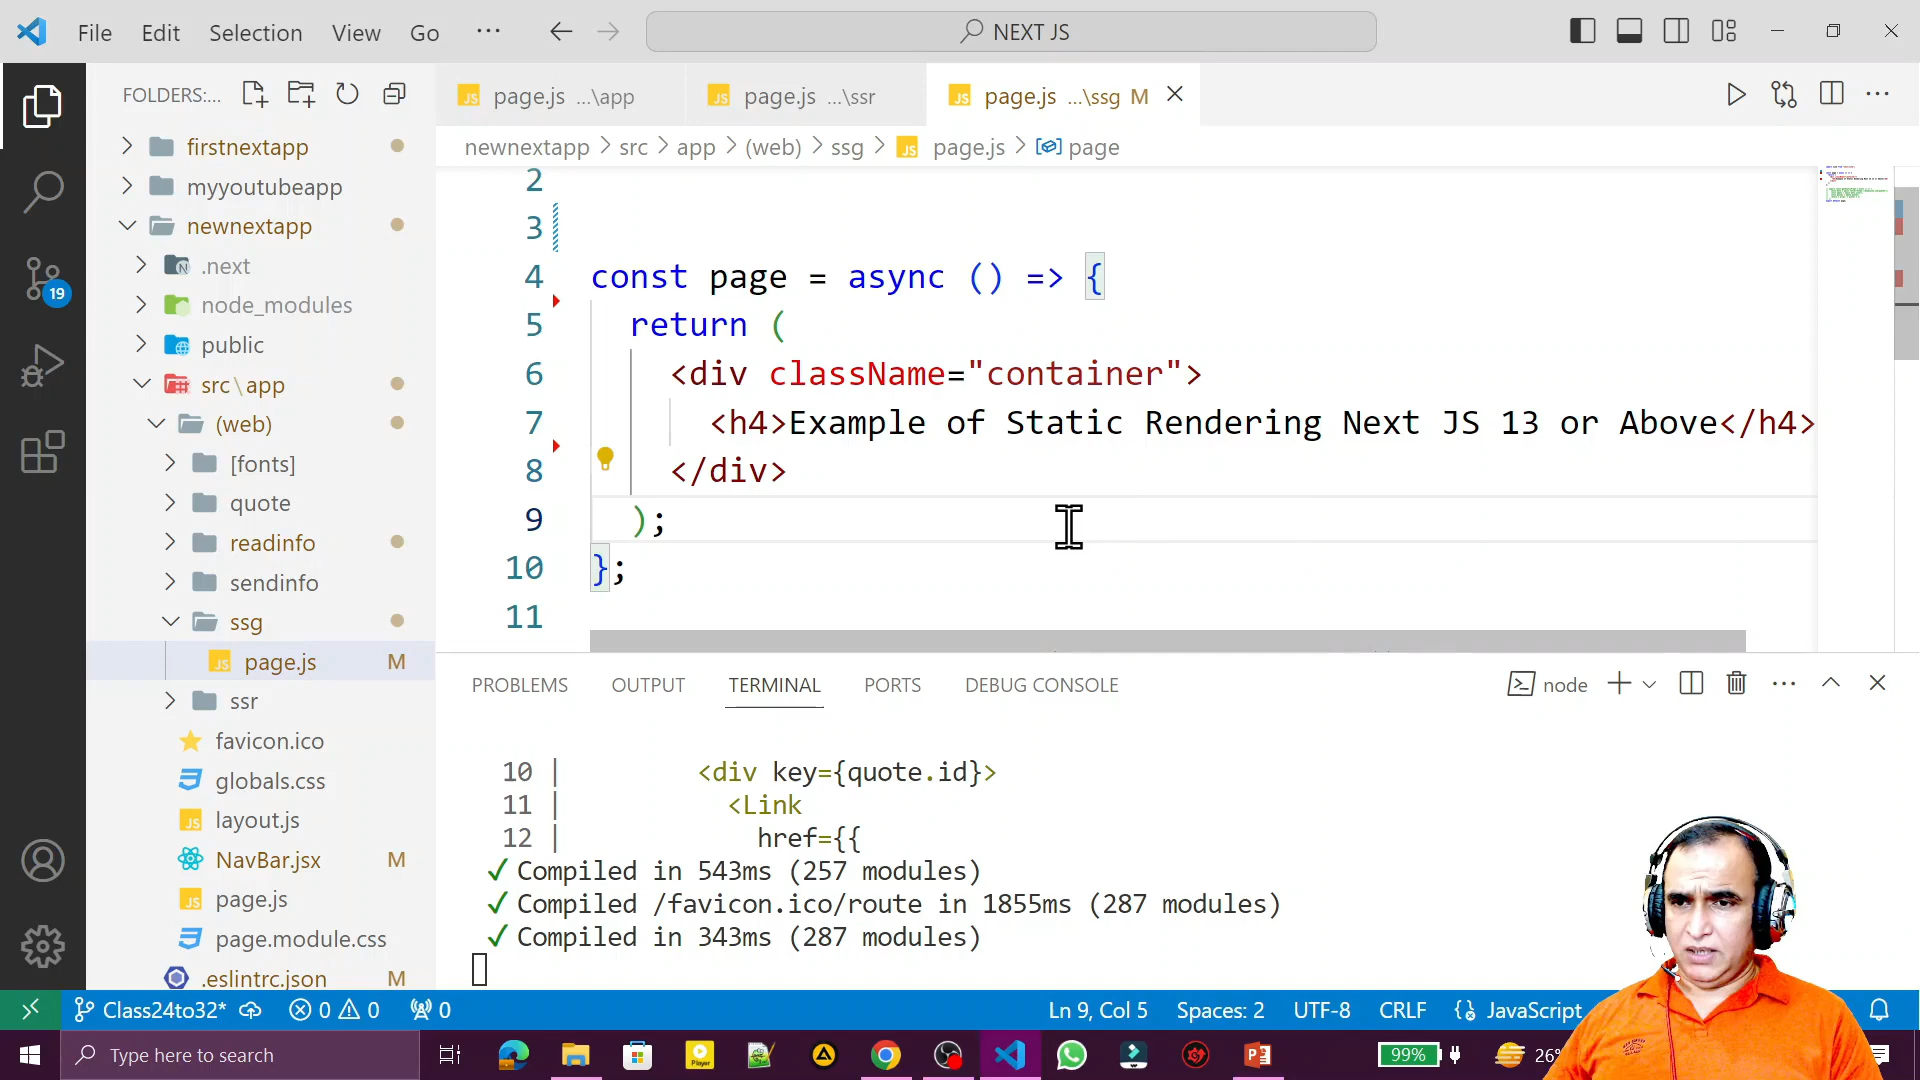 File Edit Selection View Go ··· NEXT JS
FOLDERS:...
firstnextapp
myyoutubeapp
newnextapp
.next
node_modules
public
src\app
(web)
[fonts]
quote
readinfo
sendinfo
ssg
page.js M
ssr
favicon.ico
globals.css
layout.js
NavBar.jsx M
page.js
page.module.css
.eslintrc.json M
19
page.js ...\app page.js ...\ssr page.js ...\ssg M
newnextapp > src > app > (web) > ssg > page.js > page
2
3
4 const page = async () => {
5 return (
6 <div className="container">
7 <h4>Example of Static Rendering Next JS 13 or Above</h4>
8 </div>
9 );
10 };
11
PROBLEMS OUTPUT TERMINAL PORTS DEBUG CONSOLE node
10 | <div key={quote.id}>
11 | <Link
12 | href={{
✓ Compiled in 543ms (257 modules)
✓ Compiled /favicon.ico/route in 1855ms (287 modules)
✓ Compiled in 343ms (287 modules)
Class24to32* 0 0 0 Ln 9, Col 5 Spaces: 2 UTF-8 CRLF JavaScript
Type here to search 99% 26°